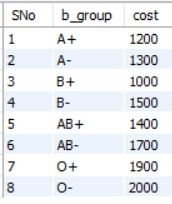 SNo b_group cost
1 A+ 1200
2 A- 1300
3 B+ 1000
4 B- 1500
5 AB+ 1400
6 AB- 1700
7 O+ 1900
8 O- 2000